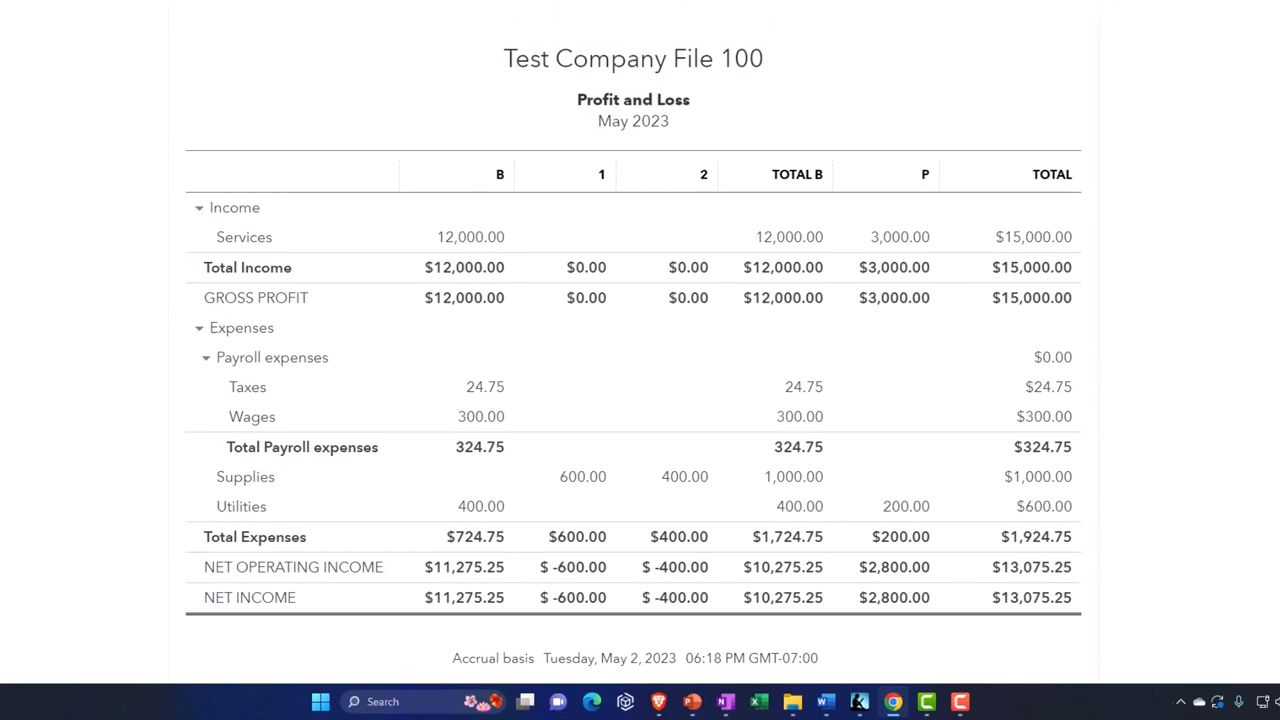 Test Company File 100
Profit and Loss
May 2023
B 1 2 TOTAL B P TOTAL
Income
Services 12,000.00 12,000.00 3,000.00 $15,000.00
Total Income $12,000.00 $0.00 $0.00 $12,000.00 $3,000.00 $15,000.00
GROSS PROFIT $12,000.00 $0.00 $0.00 $12,000.00 $3,000.00 $15,000.00
Expenses
Payroll expenses $0.00
Taxes 24.75 24.75 $24.75
Wages 300.00 300.00 $300.00
Total Payroll expenses 324.75 324.75 $324.75
Supplies 600.00 400.00 1,000.00 $1,000.00
Utilities 400.00 400.00 200.00 $600.00
Total Expenses $724.75 $600.00 $400.00 $1,724.75 $200.00 $1,924.75
NET OPERATING INCOME $11,275.25 $ -600.00 $ -400.00 $10,275.25 $2,800.00 $13,075.25
NET INCOME $11,275.25 $ -600.00 $ -400.00 $10,275.25 $2,800.00 $13,075.25
Accrual basis Tuesday, May 2, 2023 06:18 PM GMT-07:00
Search